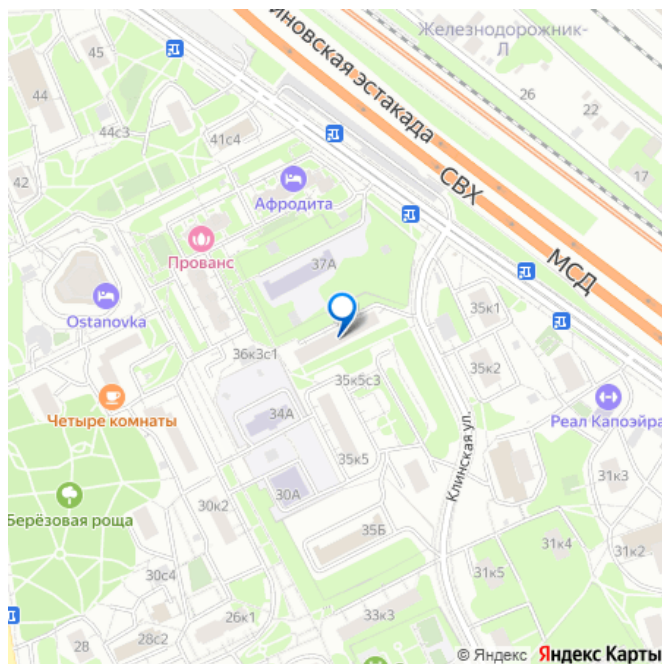 иновская эстакада
Железнодорожник-
Л
45
44
26
22
44с3
41с4
17
42
СВХ
Афродита
МСД
Прованс
37А
Ostanovka
35к1
36к3с1
35к2
35к5с3
Четыре комнаты
34А
Реал Капоэйра
Клинская ул.
35к5
31к3
30А
Берёзовая роща
30к2
35Б
31к4
31к2
30с4
31к5
26к1
33к3
28
28с2
© Яндекс Яндекс Карты